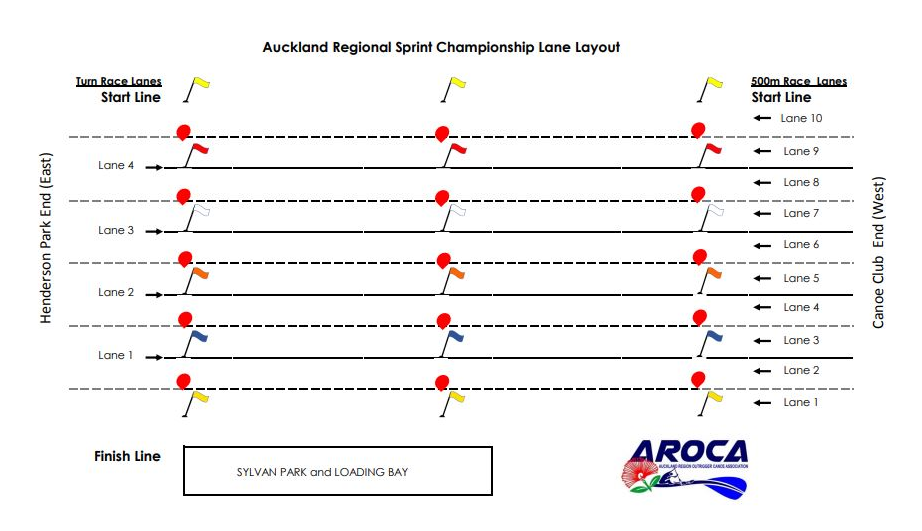 Auckland Regional Sprint Championship Lane Layout
Turn Race Lanes
Start Line
500m Race Lanes
Start Line
Lane 10
Lane 9
Lane 4
Lane 8
Lane 7
Lane 3
Lane 6
Lane 5
Lane 2
Lane 4
Lane 3
Lane 1
Lane 2
Lane 1
Henderson Park End (East)
Canoe Club End (West)
Finish Line
SYLVAN PARK and LOADING BAY
AROCA
AUCKLAND REGION OUTRIGGER CANOE ASSOCIATION